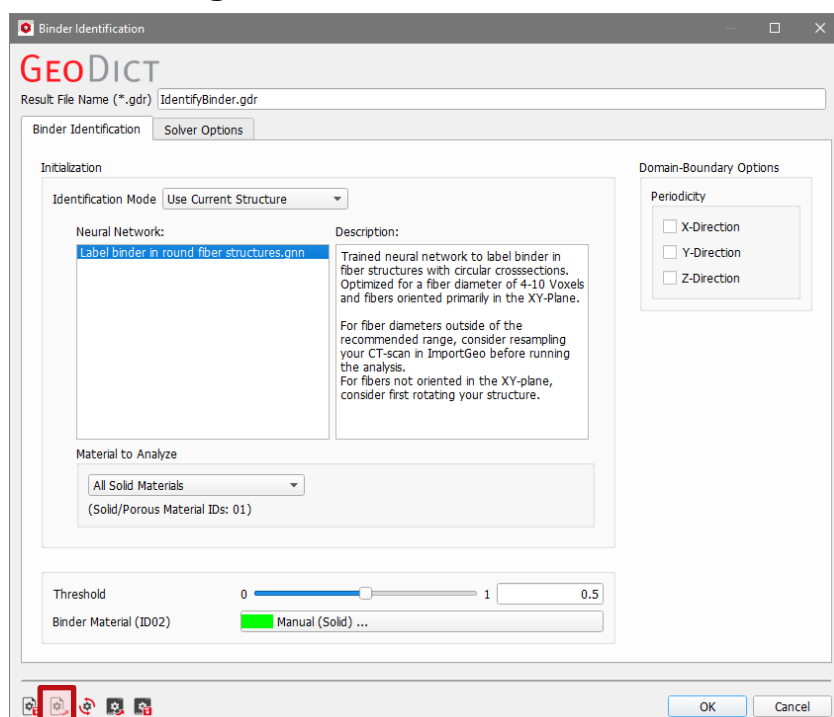 Binder Identification
GEODICT
Result File Name (*.gdr) IdentifyBinder.gdr
Binder Identification Solver Options
Initialization
Identification Mode Use Current Structure
Neural Network:
Label binder in round fiber structures.gnn
Description:
Trained neural network to label binder in
fiber structures with circular crosssections.
Optimized for a fiber diameter of 4-10 Voxels
and fibers oriented primarily in the XY-Plane.
For fiber diameters outside of the
recommended range, consider resampling
your CT-scan in ImportGeo before running
the analysis.
For fibers not oriented in the XY-plane,
consider first rotating your structure.
Material to Analyze
All Solid Materials
(Solid/Porous Material IDs: 01)
Domain-Boundary Options
Periodicity
X-Direction
Y-Direction
Z-Direction
Threshold 0 1 0.5
Binder Material (ID02) Manual (Solid) ...
OK Cancel